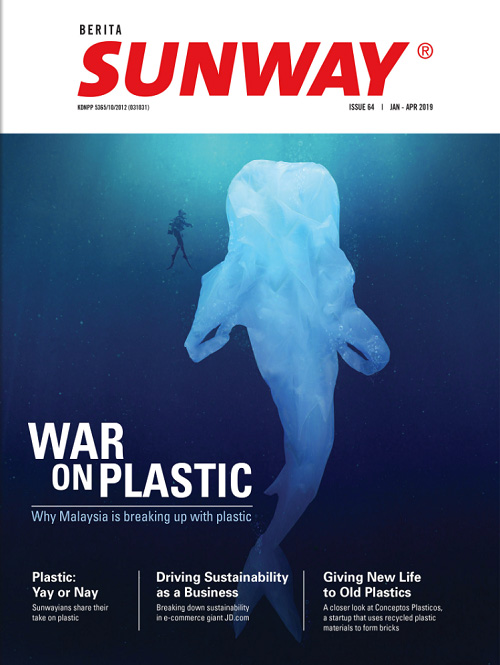 BERITA
SUNWAY®
KDNPP 5365/10/2012 (031031)
ISSUE 64 | JAN - APR 2019
WAR
ON PLASTIC
Why Malaysia is breaking up with plastic
Plastic:
Yay or Nay
Sunwayians share their
take on plastic
Driving Sustainability
as a Business
Breaking down sustainability
in e-commerce giant JD.com
Giving New Life
to Old Plastics
A closer look at Conceptos Plasticos,
a startup that uses recycled plastic
materials to form bricks